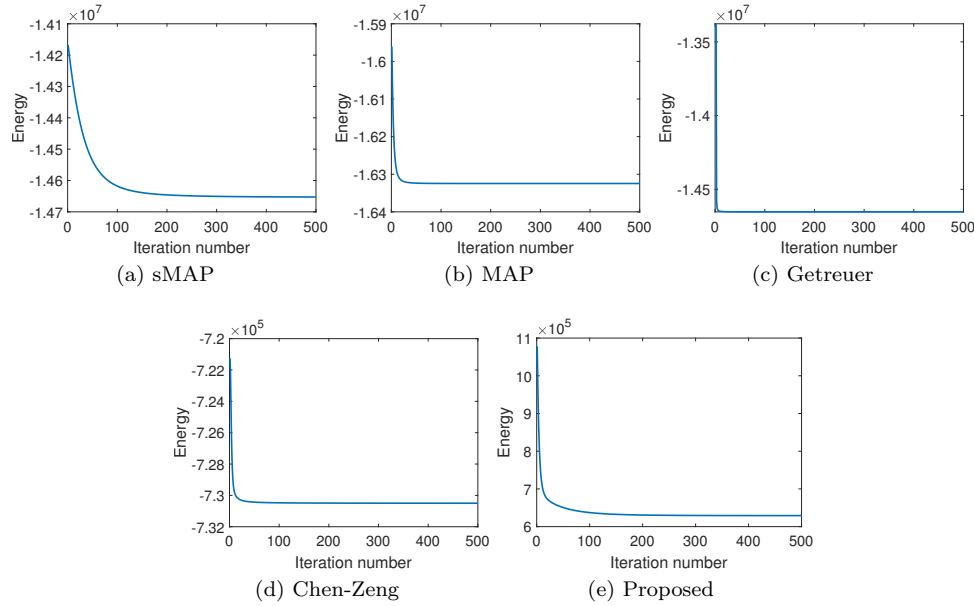 ×10^7
-1.41
-1.42
-1.43
-1.44
-1.45
-1.46
-1.47
Energy
0 100 200 300 400 500
Iteration number
(a) sMAP
×10^7
-1.59
-1.6
-1.61
-1.62
-1.63
-1.64
Energy
0 100 200 300 400 500
Iteration number
(b) MAP
×10^7
-1.35
-1.4
-1.45
Energy
0 100 200 300 400 500
Iteration number
(c) Getreuer
×10^5
-7.2
-7.22
-7.24
-7.26
-7.28
-7.3
-7.32
Energy
0 100 200 300 400 500
Iteration number
(d) Chen-Zeng
×10^5
11
10
9
8
7
6
Energy
0 100 200 300 400 500
Iteration number
(e) Proposed